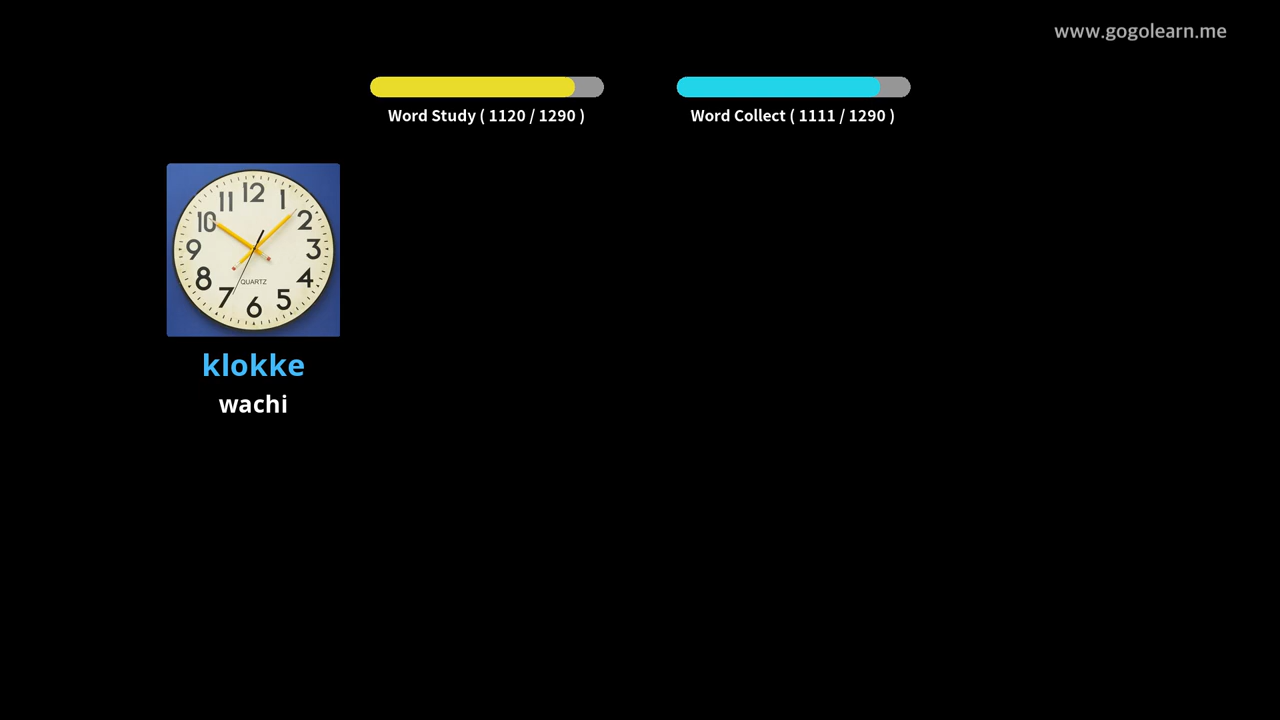 www.gogolearn.me
Word Study ( 1120 / 1290 )
Word Collect ( 1111 / 1290 )
12
11
1
10
2
9
3
8
4
QUARTZ
7
5
6
klokke
wachi